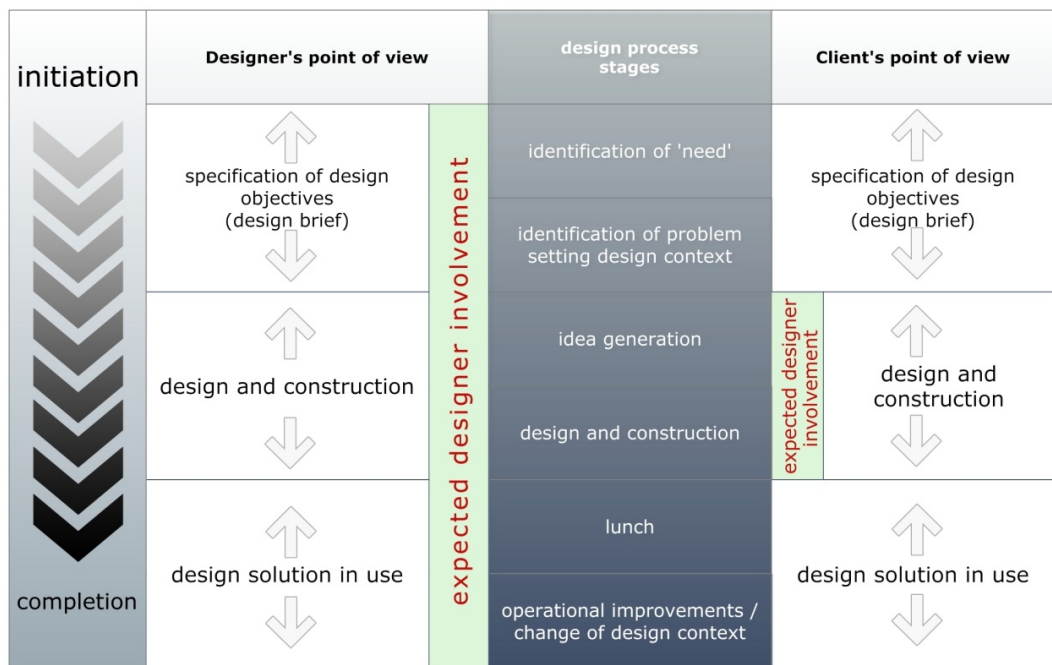 initiation
completion
Designer's point of view
specification of design
objectives
(design brief)
design and construction
design solution in use
expected designer involvement
design process
stages
identification of 'need'
identification of problem
setting design context
idea generation
design and construction
lunch
operational improvements /
change of design context
Client's point of view
specification of design
objectives
(design brief)
expected designer
involvement
design and
construction
design solution in use